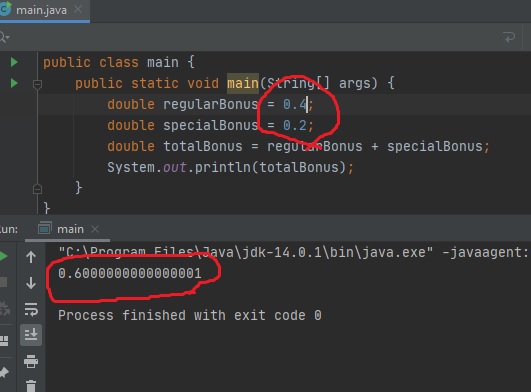 main.java
public class main {
public static void main(String[] args) {
double regularBonus = 0.4;
double specialBonus = 0.2;
double totalBonus = regularBonus + specialBonus;
System.out.println(totalBonus);
}
}
un: main
"C:\Program Files\Java\jdk-14.0.1\bin\java.exe" -javaagent:
0.6000000000000001
Process finished with exit code 0